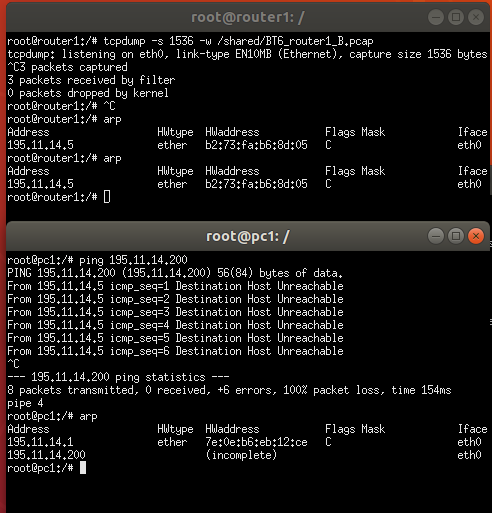 root@router1: /
root@router1:/# tcpdump -s 1536 -w /shared/BT6_router1_B.pcap
tcpdump: listening on eth0, link-type EN10MB (Ethernet), capture size 1536 bytes
^C3 packets captured
3 packets received by filter
0 packets dropped by kernel
root@router1:/# ^C
root@router1:/# arp
Address HWtype HWaddress Flags Mask Iface
195.11.14.5 ether b2:73:fa:b6:8d:05 C eth0
root@router1:/# arp
Address HWtype HWaddress Flags Mask Iface
195.11.14.5 ether b2:73:fa:b6:8d:05 C eth0
root@router1:/#
root@pc1: /
root@pc1:/# ping 195.11.14.200
PING 195.11.14.200 (195.11.14.200) 56(84) bytes of data.
From 195.11.14.5 icmp_seq=1 Destination Host Unreachable
From 195.11.14.5 icmp_seq=2 Destination Host Unreachable
From 195.11.14.5 icmp_seq=3 Destination Host Unreachable
From 195.11.14.5 icmp_seq=4 Destination Host Unreachable
From 195.11.14.5 icmp_seq=5 Destination Host Unreachable
From 195.11.14.5 icmp_seq=6 Destination Host Unreachable
^C
--- 195.11.14.200 ping statistics ---
8 packets transmitted, 0 received, +6 errors, 100% packet loss, time 154ms
pipe 4
root@pc1:/# arp
Address HWtype HWaddress Flags Mask Iface
195.11.14.1 ether 7e:0e:b6:eb:12:ce C eth0
195.11.14.200 (incomplete) eth0
root@pc1:/#